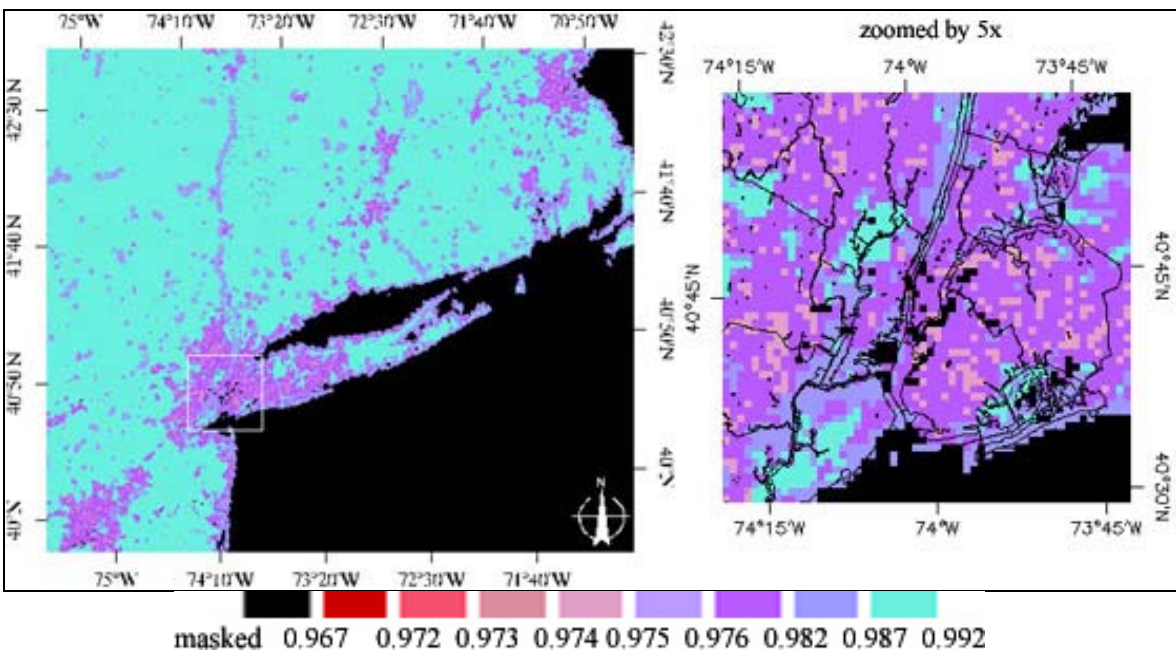 75°W 74°10'W 73°20'W 72°30'W 71°40'W 70°50'W
42°30'N
42°30'N
41°40'N
41°40'N
40°50'N
40°50'N
40°N
40°N
N
75°W 74°10'W 73°20'W 72°30'W 71°40'W
zoomed by 5x
74°15'W 74°W 73°45'W
40°45'N
40°45'N
40°30'N
74°15'W 74°W 73°45'W
masked 0.967 0.972 0.973 0.974 0.975 0.976 0.982 0.987 0.992